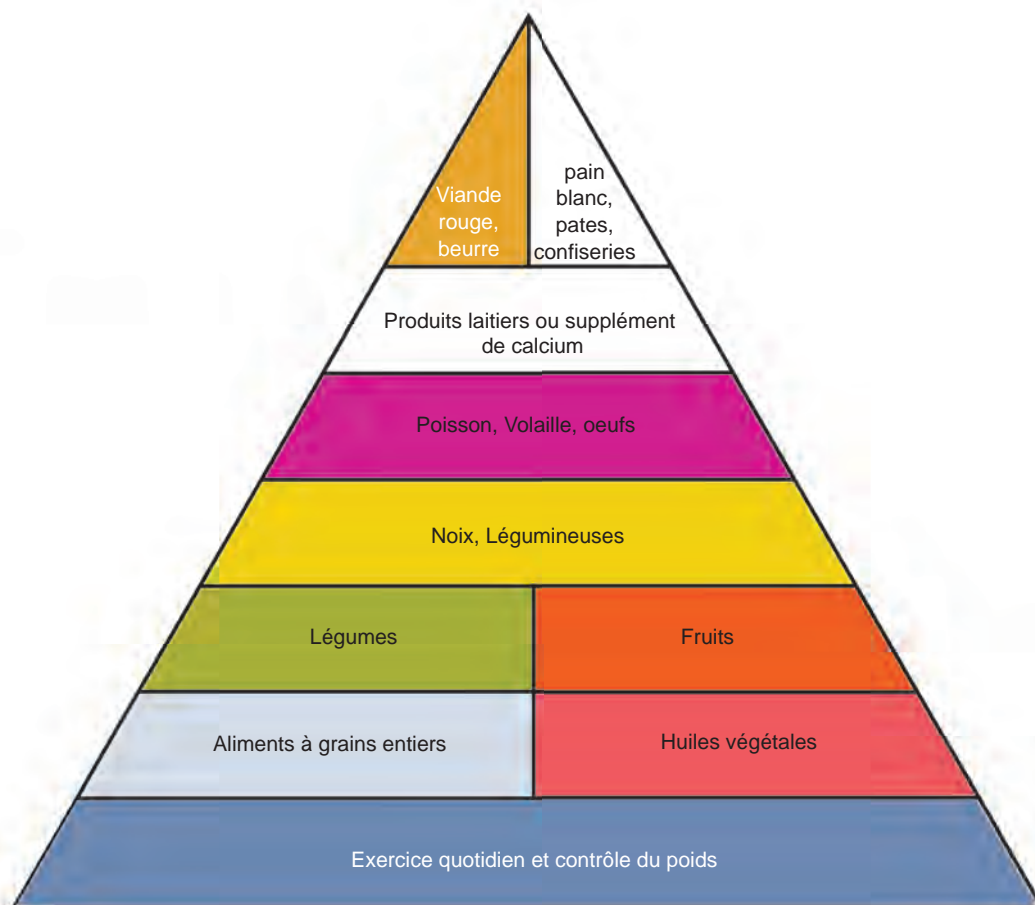 Viande
rouge,
beurre
pain
blanc,
pates,
confiseries
Produits laitiers ou supplément
de calcium
Poisson, Volaille, oeufs
Noix, Légumineuses
Légumes
Fruits
Aliments à grains entiers
Huiles végétales
Exercice quotidien et contrôle du poids